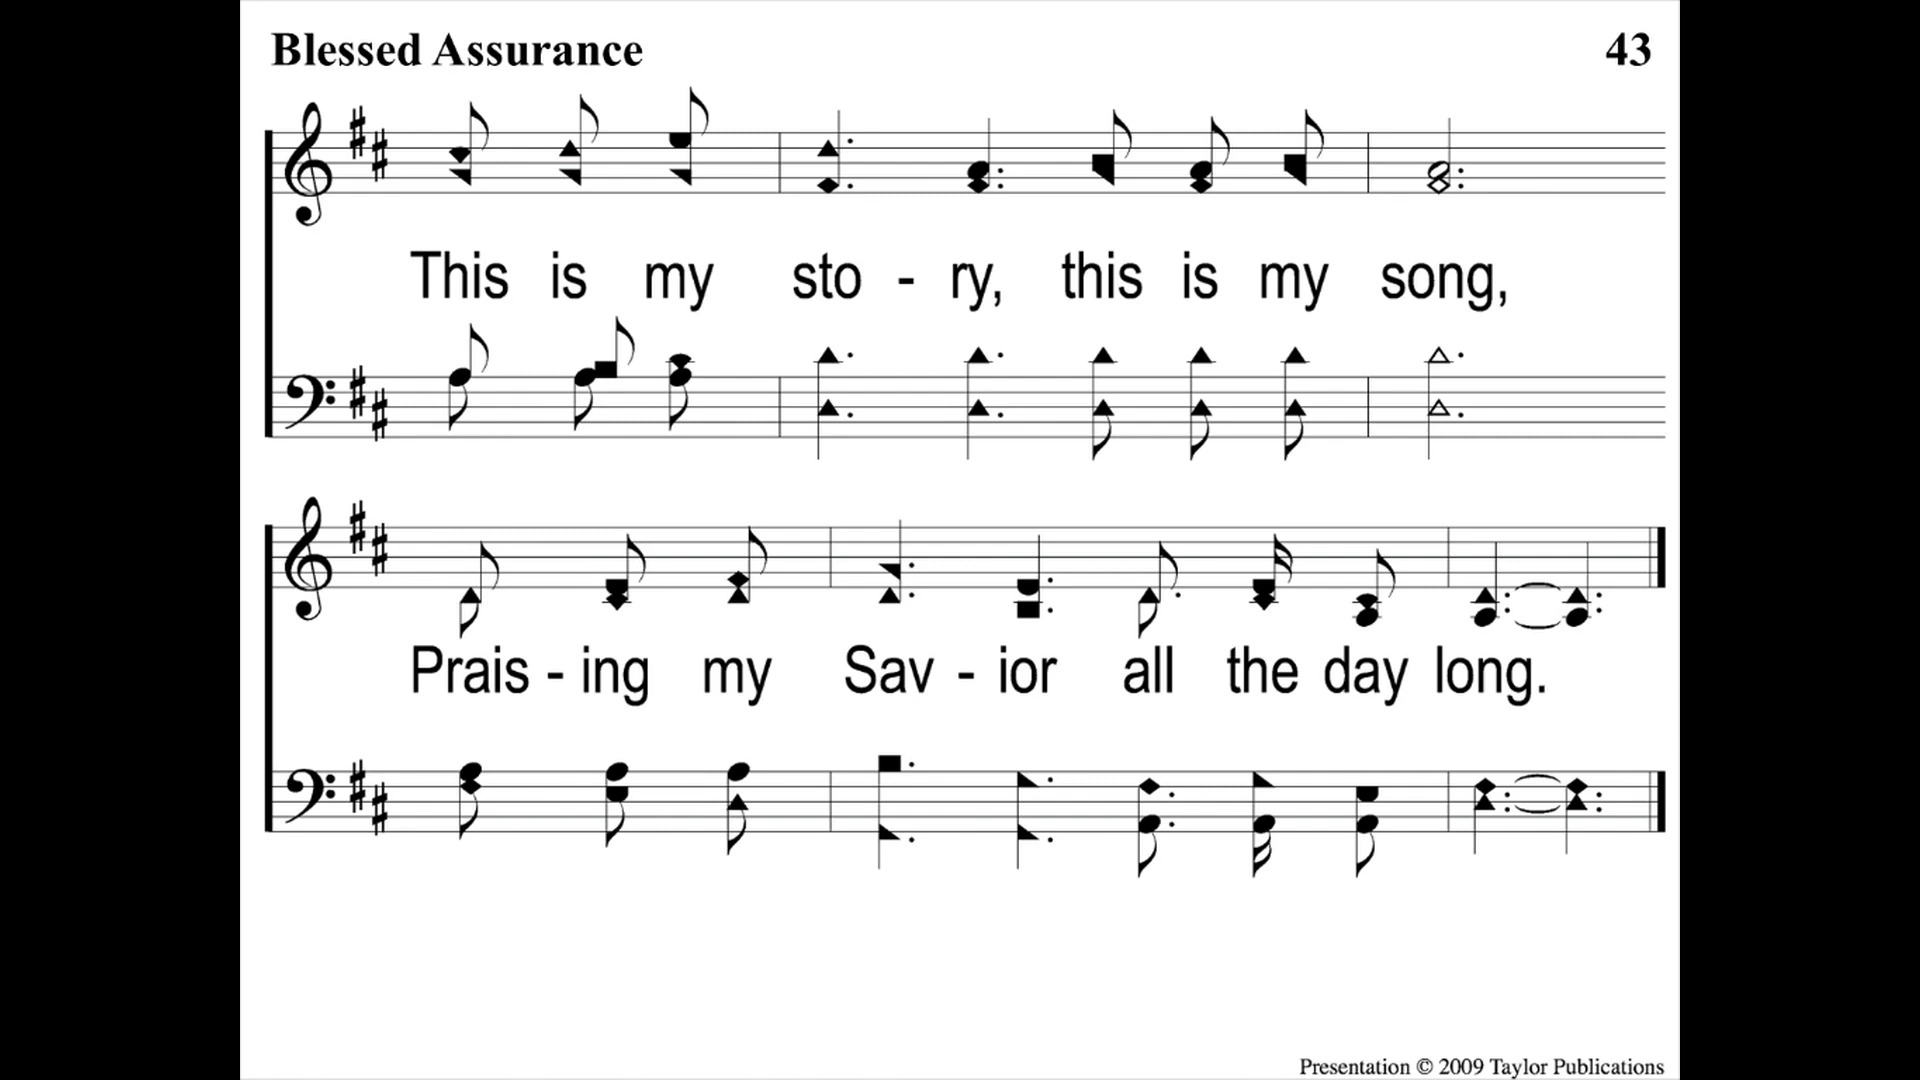 Blessed Assurance 43
This is my sto - ry, this is my song,
Prais - ing my Sav - ior all the day long.
Presentation © 2009 Taylor Publications